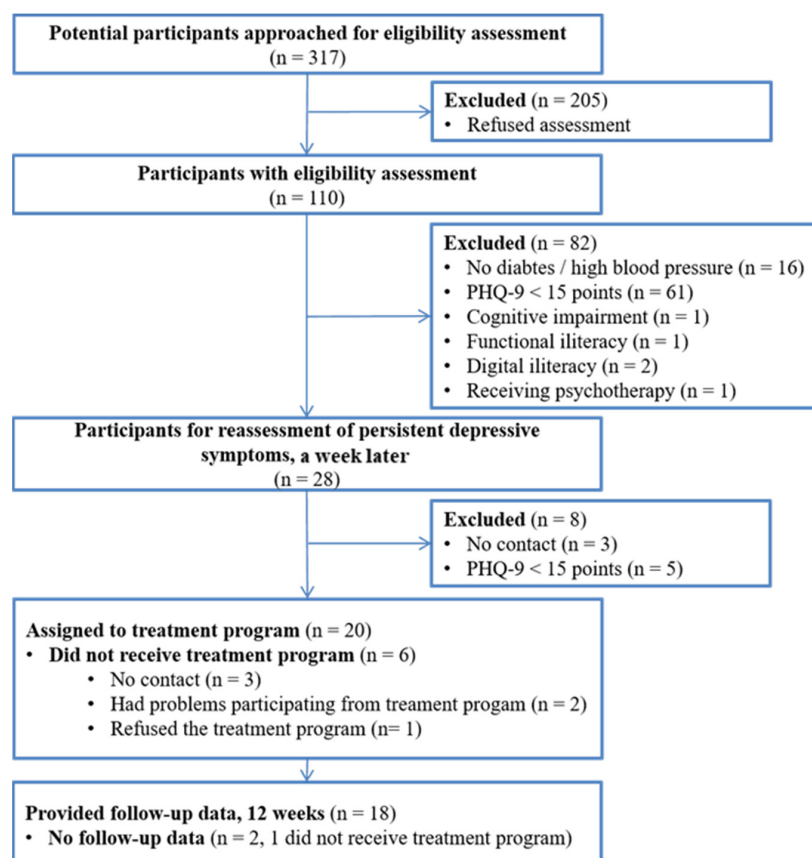 Potential participants approached for eligibility assessment
(n = 317)
Excluded (n = 205)
• Refused assessment
Participants with eligibility assessment
(n = 110)
Excluded (n = 82)
• No diabtes / high blood pressure (n = 16)
• PHQ-9 < 15 points (n = 61)
• Cognitive impairment (n = 1)
• Functional iliteracy (n = 1)
• Digital iliteracy (n = 2)
• Receiving psychotherapy (n = 1)
Participants for reassessment of persistent depressive
symptoms, a week later
(n = 28)
Excluded (n = 8)
• No contact (n = 3)
• PHQ-9 < 15 points (n = 5)
Assigned to treatment program (n = 20)
• Did not receive treatment program (n = 6)
• No contact (n = 3)
• Had problems participating from treament progam (n = 2)
• Refused the treatment program (n= 1)
Provided follow-up data, 12 weeks (n = 18)
• No follow-up data (n = 2, 1 did not receive treatment program)